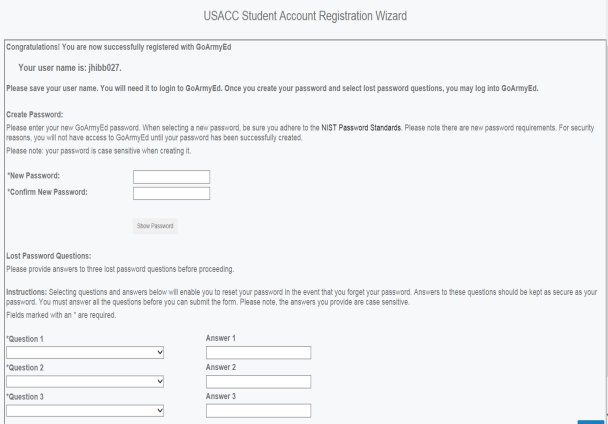 USACC Student Account Registration Wizard
Congratulations! You are now successfully registered with GoArmyEd
Your user name is: jhibb027.
Please save your user name. You will need it to login to GoArmyEd. Once you create your password and select lost password questions, you may log into GoArmyEd.
Create Password:
Please enter your new GoArmyEd password. When selecting a new password, be sure you adhere to the NIST Password Standards. Please note there are new password requirements. For security
reasons, you will not have access to GoArmyEd until your password has been successfully created.
Please note: your password is case sensitive when creating it.
*New Password:
*Confirm New Password:
Show Password
Lost Password Questions:
Please provide answers to three lost password questions before proceeding.
Instructions: Selecting questions and answers below will enable you to reset your password in the event that you forget your password. Answers to these questions should be kept as secure as your
password. You must answer all the questions before you can submit the form. Please note, the answers you provide are case sensitive.
Fields marked with an * are required.
*Question 1 Answer 1
*Question 2 Answer 2
*Question 3 Answer 3